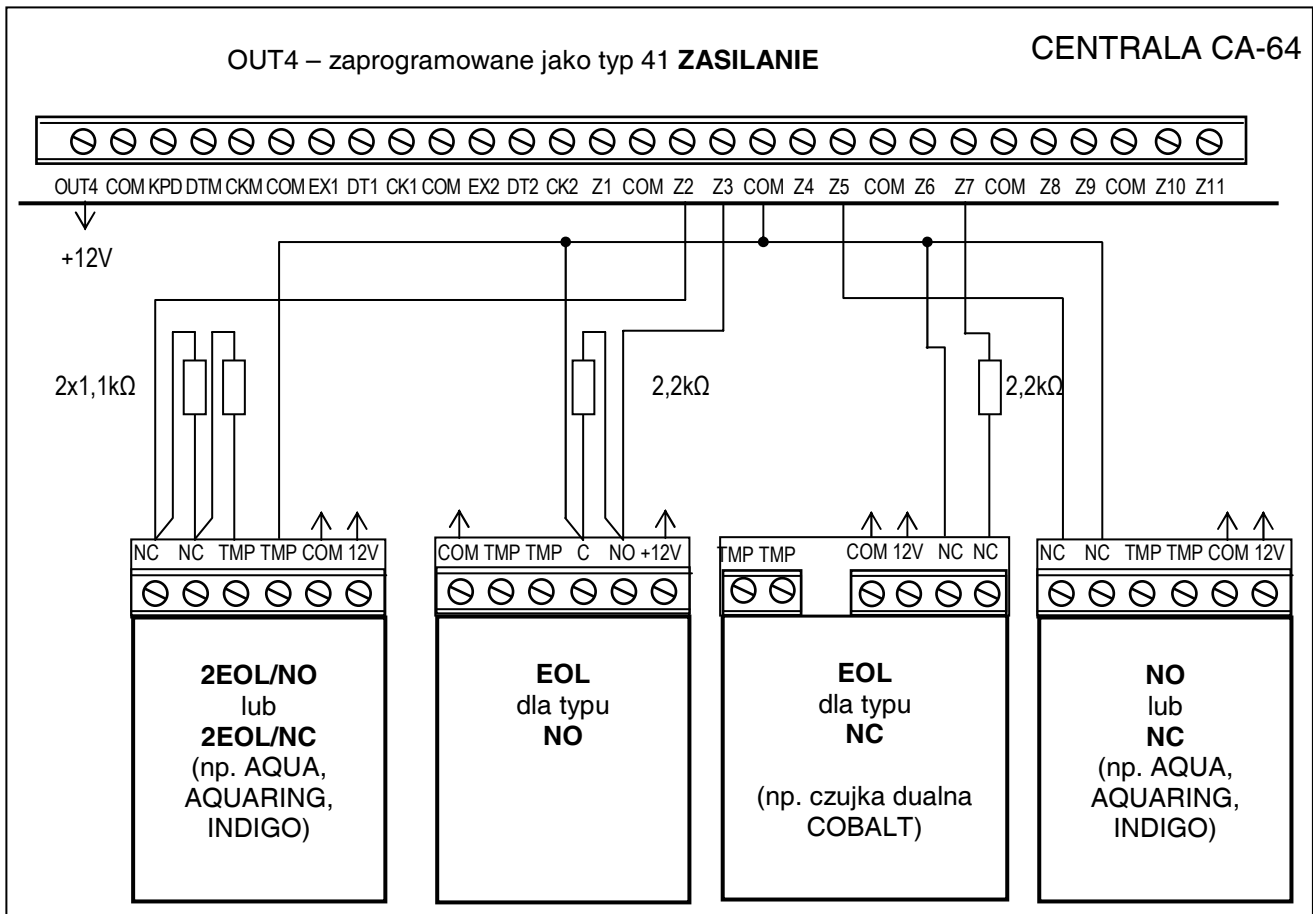 CENTRALA CA-64
OUT4 – zaprogramowane jako typ 41 ZASILANIE
OUT4 COM KPD DTM CKM COM EX1 DT1 CK1 COM EX2 DT2 CK2 Z1 COM Z2 Z3 COM Z4 Z5 COM Z6 Z7 COM Z8 Z9 COM Z10 Z11
+12V
2x1,1kΩ
2,2kΩ
2,2kΩ
NC NC TMP TMP COM 12V
COM TMP TMP C NO +12V
TMP TMP COM 12V NC NC
NC NC TMP TMP COM 12V
2EOL/NO
lub
2EOL/NC
(np. AQUA,
AQUARING,
INDIGO)
EOL
dla typu
NO
EOL
dla typu
NC
(np. czujka dualna
COBALT)
NO
lub
NC
(np. AQUA,
AQUARING,
INDIGO)